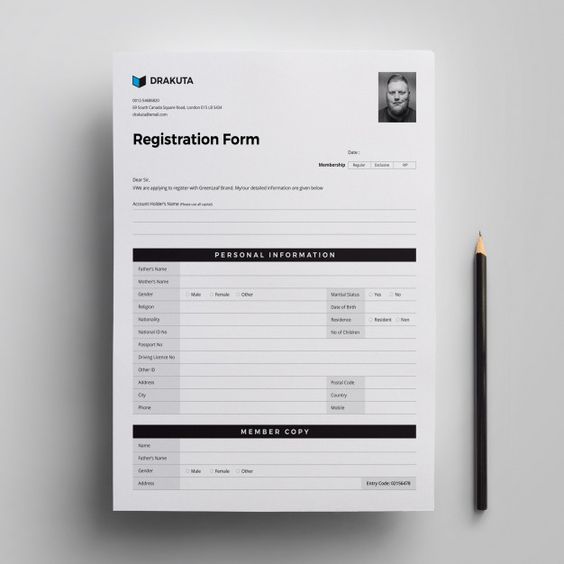 DRAKUTA
59 South Canada Square Road, London E15 LB 5434
drakuta@email.com
Registration Form
Date :
Membership Regular Exclusive VIP
Dear Sir,
I/We are applying to register with GreenLeaf Brand. My/our detailed information are given below
Account Holder's Name (Please use all capital)
PERSONAL INFORMATION
Father's Name
Mother's Name
Gender Male Female Other Marital Status Yes No
Religion Date of Birth
Nationality Residence Resident Non
National ID No No of Children
Passport No
Driving Licence No
Other ID
Address Postal Code
City Country
Phone Mobile
MEMBER COPY
Name
Father's Name
Gender Male Female Other
Address Entry Code: 02156478